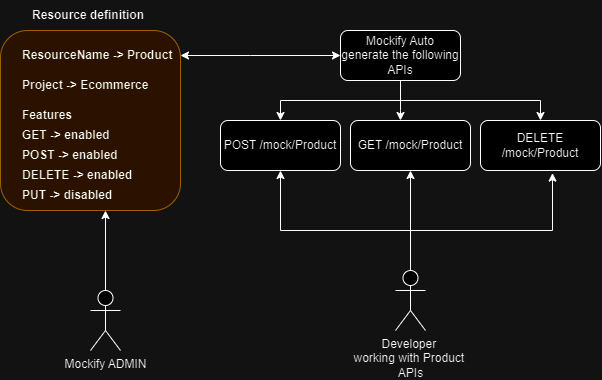 Resource definition
ResourceName -> Product
Project -> Ecommerce
Features
GET -> enabled
POST -> enabled
DELETE -> enabled
PUT -> disabled
Mockify Auto
generate the following
APIs
POST /mock/Product
GET /mock/Product
DELETE
/mock/Product
Mockify ADMIN
Developer
working with Product
APIs